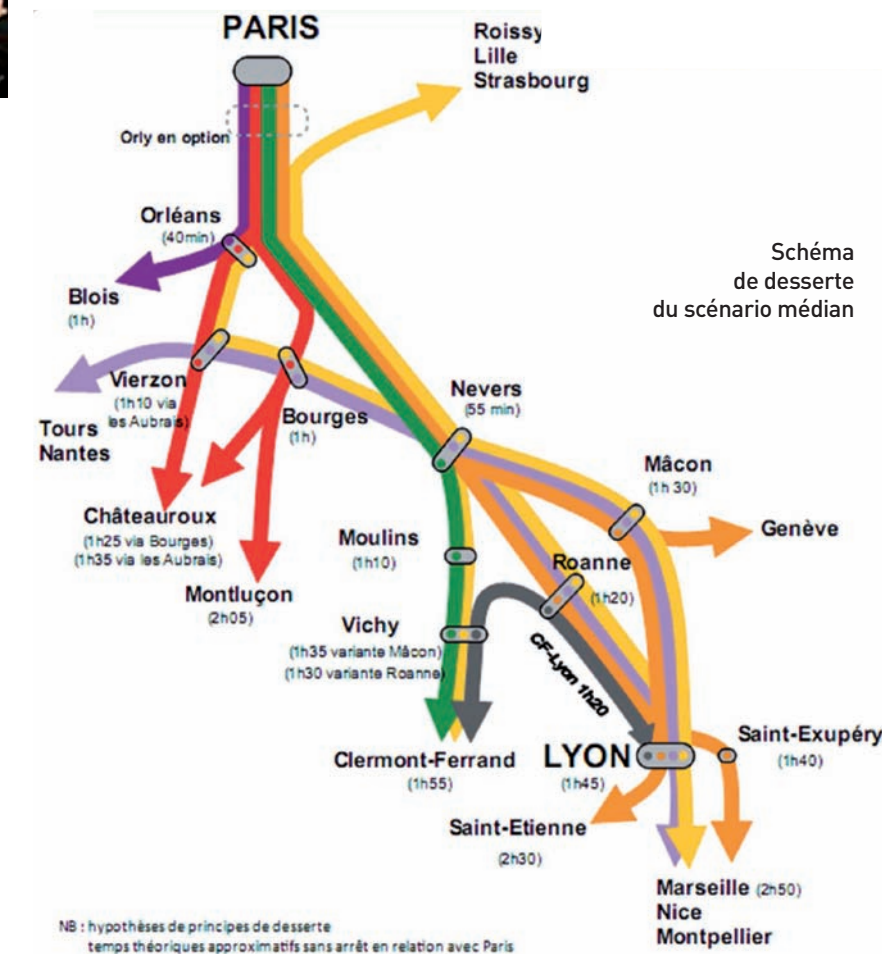 PARIS
Roissy
Lille
Strasbourg
Orly en option
Orléans
(40min)
Schéma
de desserte
du scénario médian
Blois
(1h)
Nevers
(55 min)
Vierzon
(1h10 via
les Aubrais)
Bourges
(1h)
Tours
Nantes
Mâcon
(1h 30)
Genève
Châteauroux
(1h25 via Bourges)
(1h35 via les Aubrais)
Moulins
(1h10)
Roanne
(1h20)
Montluçon
(2h05)
Vichy
(1h35 variante Mâcon)
(1h30 variante Roanne)
CF-Lyon 1h20
Clermont-Ferrand
(1h55)
LYON
(1h45)
Saint-Exupéry
(1h40)
Saint-Etienne
(2h30)
Marseille (2h50)
Nice
Montpellier
NB : hypothèses de principes de desserte
temps théoriques approximatifs sans arrêt en relation avec Paris